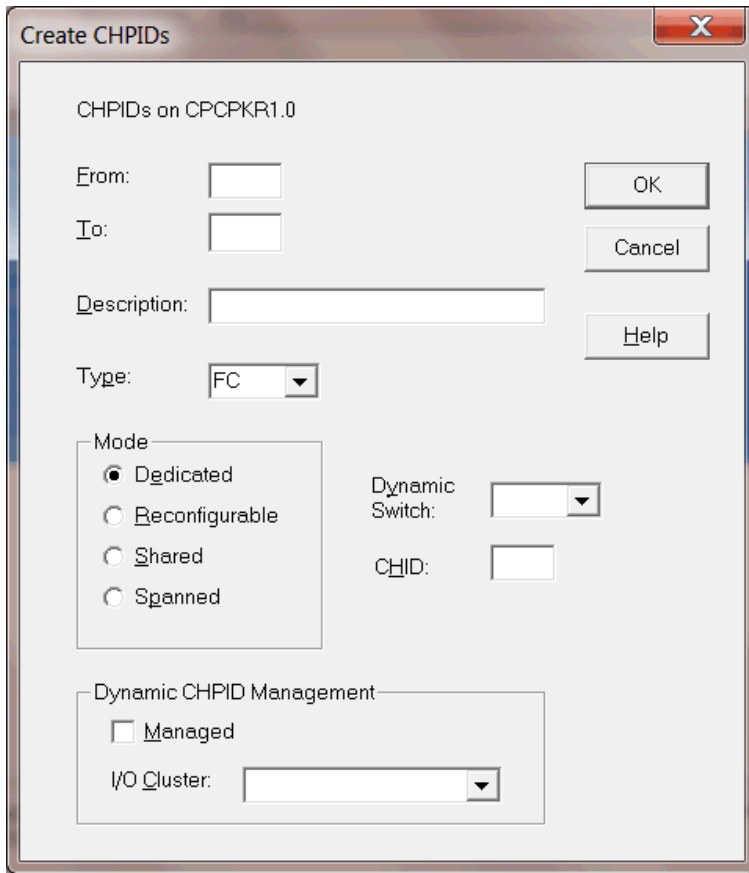 Create CHPIDs
X
CHPIDs on CPCPKR1.0
From:
To:
OK
Cancel
Description:
Help
Type:
FC
Mode
Dedicated
Reconfigurable
Shared
Spanned
Dynamic
Switch:
CHID:
Dynamic CHPID Management
Managed
I/O Cluster: